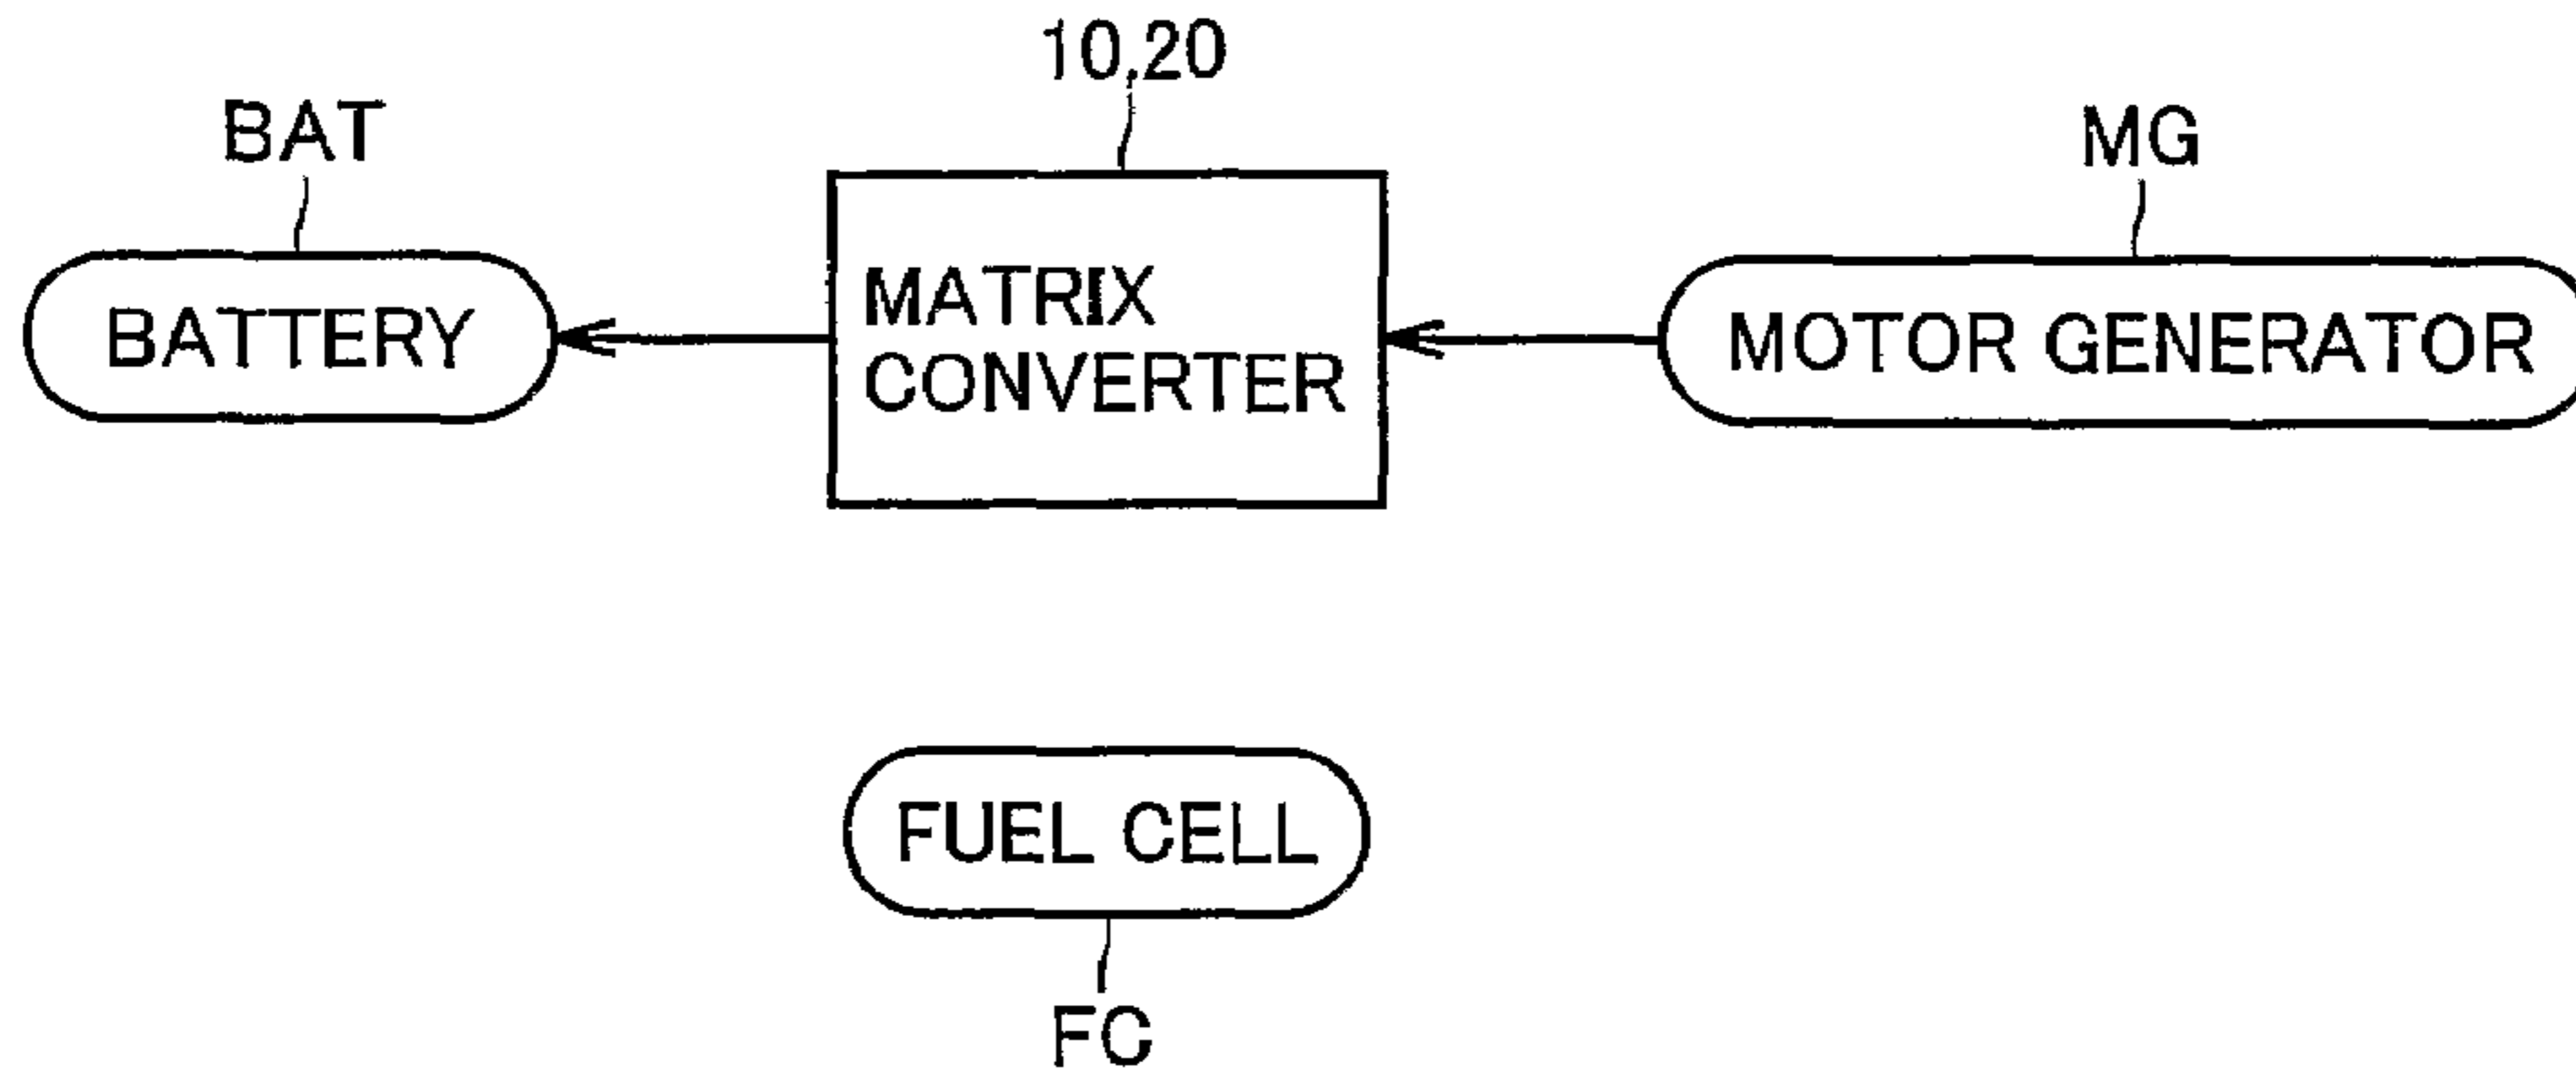 10,20
BAT
MG
BATTERY
MATRIX
CONVERTER
MOTOR GENERATOR
FUEL CELL
FC